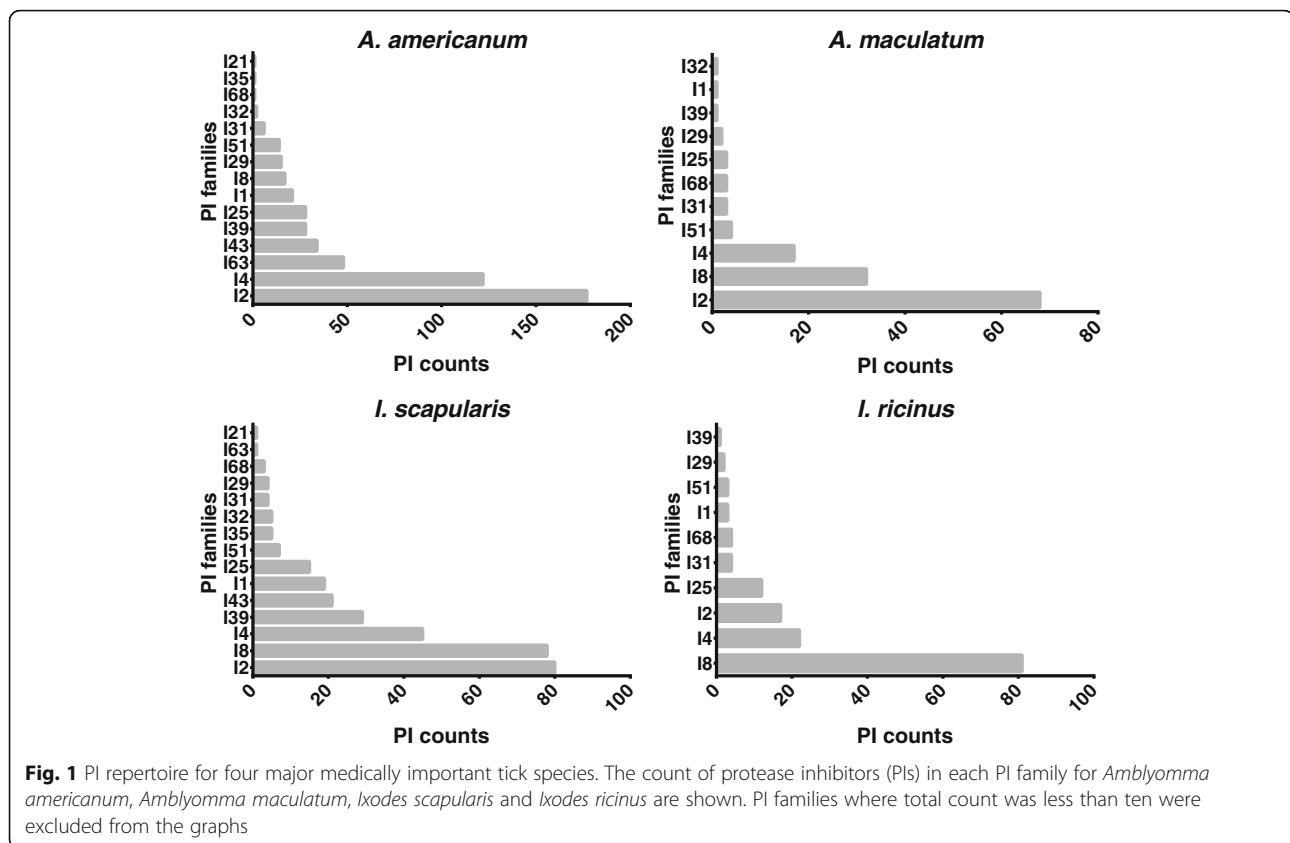 A. americanum
PI families
I21
I35
I68
I32
I31
I51
I29
I8
I1
I25
I39
I43
I63
I4
I2
0 50 100 150 200
PI counts
A. maculatum
PI families
I32
I1
I39
I29
I25
I68
I31
I51
I4
I8
I2
0 20 40 60 80
PI counts
I. scapularis
PI families
I21
I63
I68
I29
I31
I32
I35
I51
I25
I1
I43
I39
I4
I8
I2
0 20 40 60 80 100
PI counts
I. ricinus
PI families
I39
I29
I51
I1
I68
I31
I25
I2
I4
I8
0 20 40 60 80 100
PI counts
Fig. 1 PI repertoire for four major medically important tick species. The count of protease inhibitors (PIs) in each PI family for Amblyomma
americanum, Amblyomma maculatum, Ixodes scapularis and Ixodes ricinus are shown. PI families where total count was less than ten were
excluded from the graphs